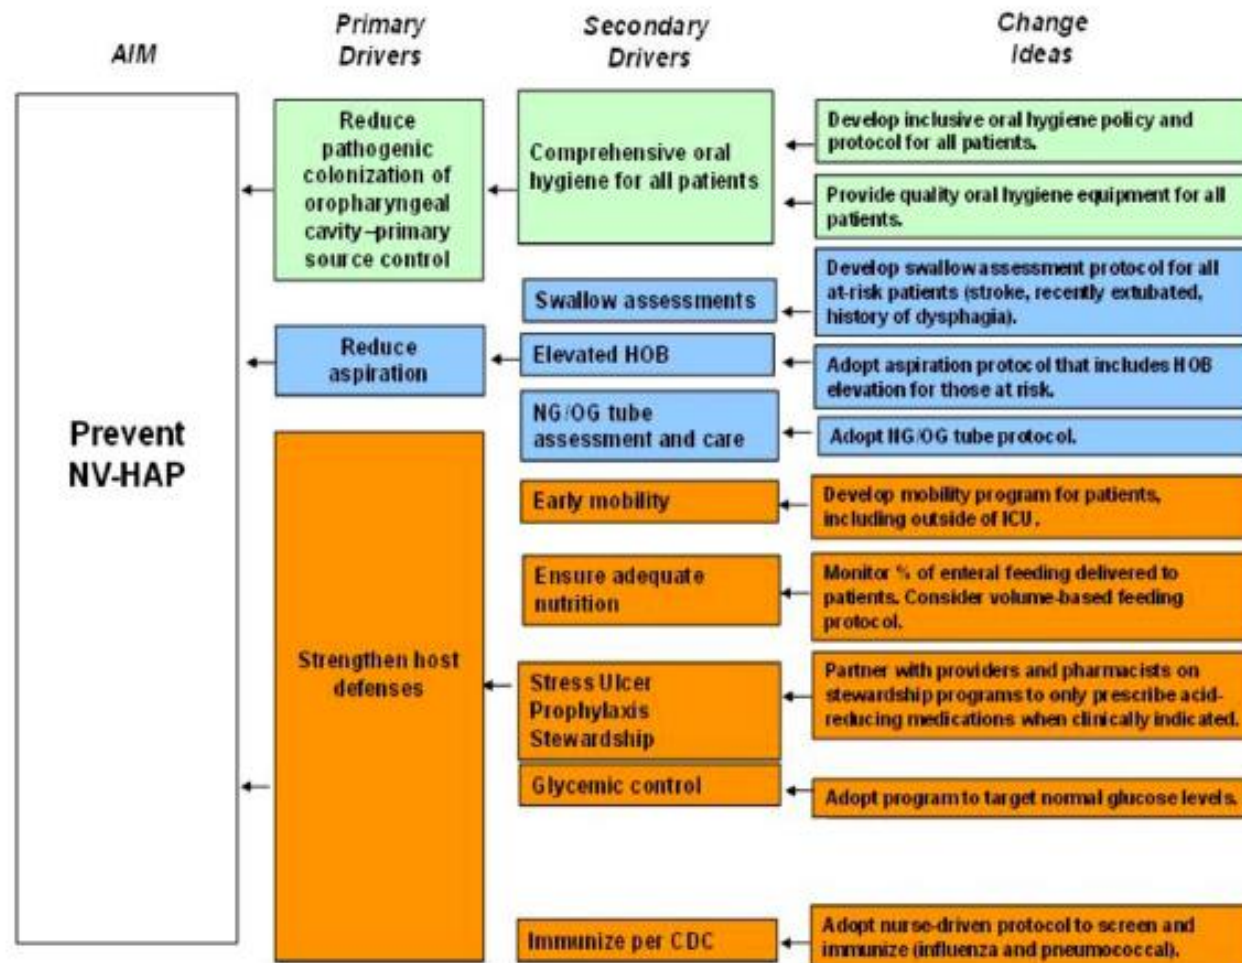 AIM
Primary
Drivers
Secondary
Drivers
Change
Ideas
Prevent
NV-HAP
Reduce
pathogenic
colonization of
oropharyngeal
cavity–primary
source control
Comprehensive oral
hygiene for all patients
Develop inclusive oral hygiene policy and
protocol for all patients.
Provide quality oral hygiene equipment for all
patients.
Reduce
aspiration
Swallow assessments
Develop swallow assessment protocol for all
at-risk patients (stroke, recently extubated,
history of dysphagia).
Elevated HOB
Adopt aspiration protocol that includes HOB
elevation for those at risk.
NG/OG tube
assessment and care
Adopt NG/OG tube protocol.
Strengthen host
defenses
Early mobility
Develop mobility program for patients,
including outside of ICU.
Ensure adequate
nutrition
Monitor % of enteral feeding delivered to
patients. Consider volume-based feeding
protocol.
Stress Ulcer
Prophylaxis
Stewardship
Partner with providers and pharmacists on
stewardship programs to only prescribe acid-
reducing medications when clinically indicated.
Glycemic control
Adopt program to target normal glucose levels.
Immunize per CDC
Adopt nurse-driven protocol to screen and
immunize (influenza and pneumococcal).